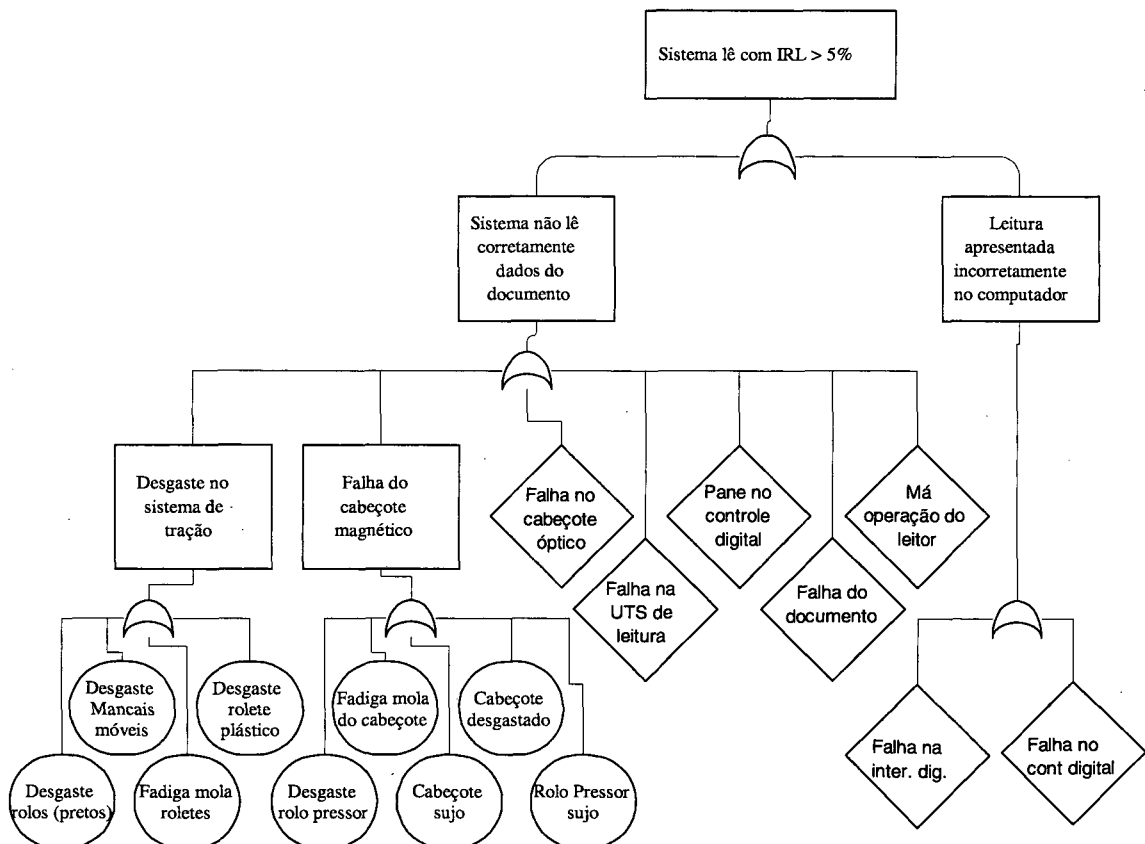 Sistema lê com IRL > 5%
Sistema não lê
corretamente
dados do
documento
Leitura
apresentada
incorretamente
no computador
Desgaste no
sistema de
tração
Falha do
cabeçote
magnético
Falha no
cabeçote
óptico
Falha na
UTS de
leitura
Pane no
controle
digital
Falha do
documento
Má
operação do
leitor
Desgaste
Mancais
móveis
Desgaste
rolete
plástico
Fadiga mola
do cabeçote
Cabeçote
desgastado
Desgaste
rolos (pretos)
Fadiga mola
roletes
Desgaste
rolo pressor
Cabeçote
sujo
Rolo Pressor
sujo
Falha na
inter. dig.
Falha no
cont digital